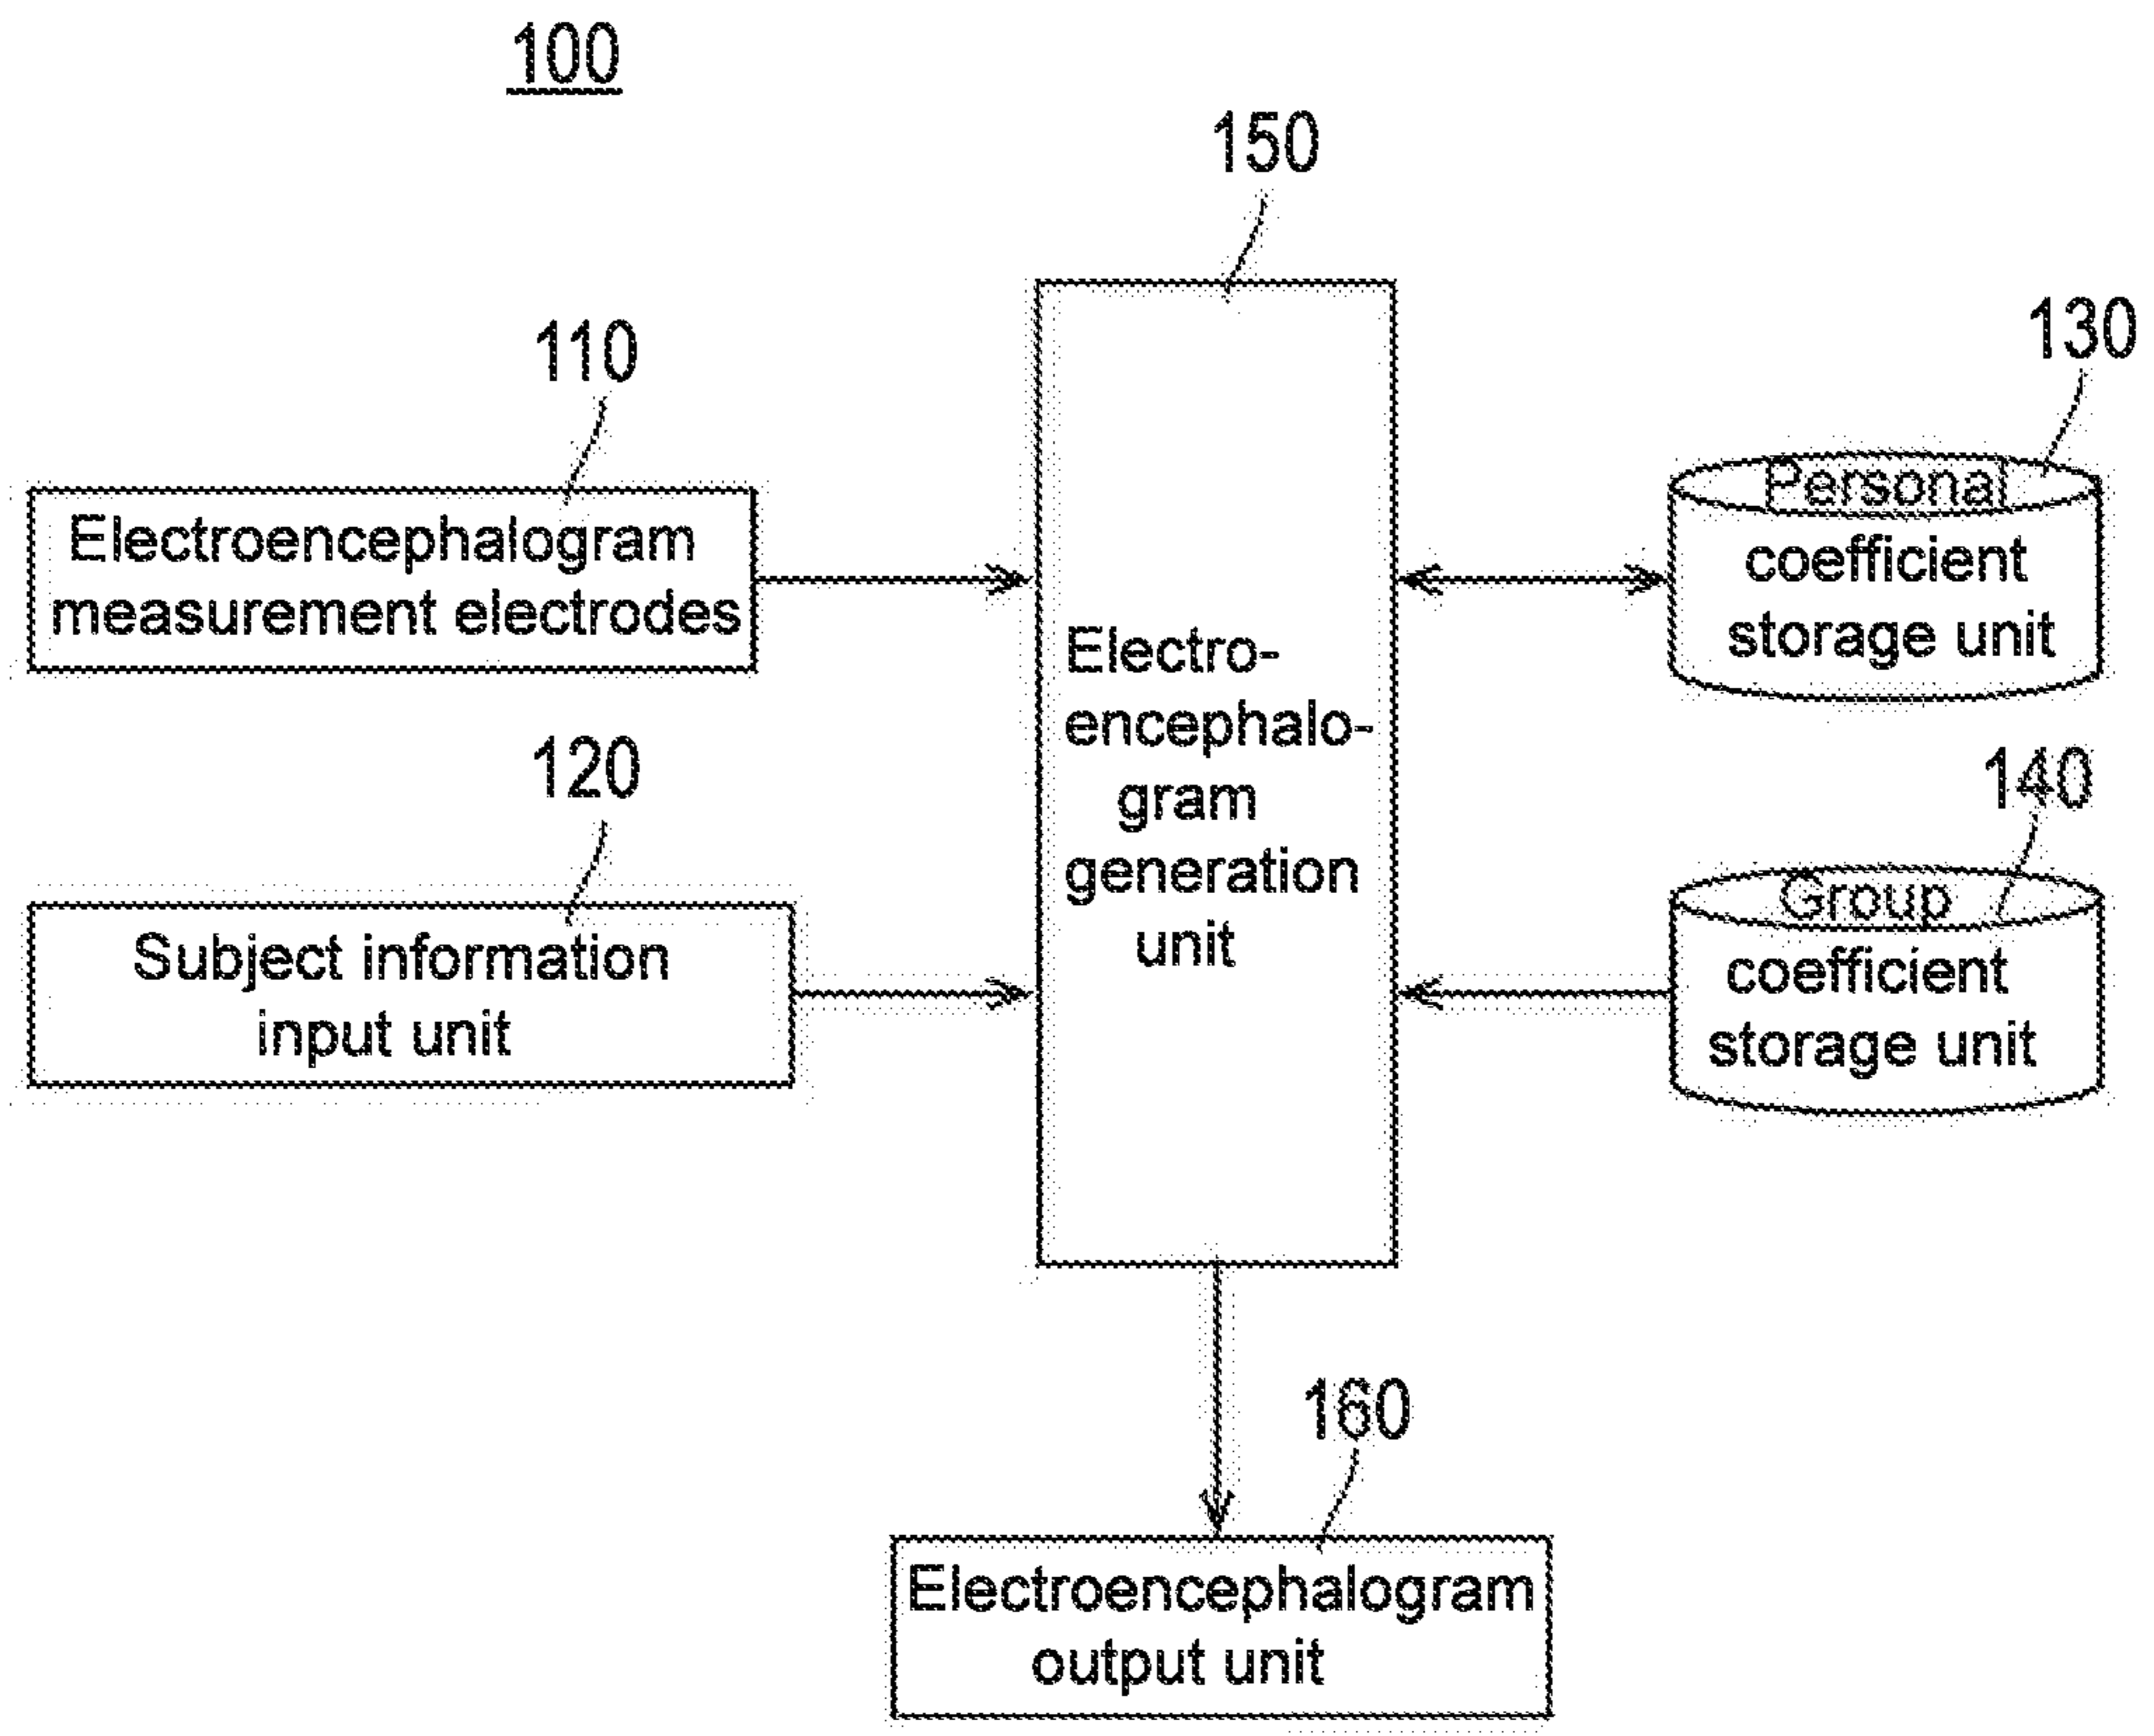 100
150
110
130
Electroencephalogram
measurement electrodes
Personal
coefficient
storage unit
Electro-
encephalo-
gram
generation
unit
120
140
Subject information
input unit
Group
coefficient
storage unit
160
Electroencephalogram
output unit